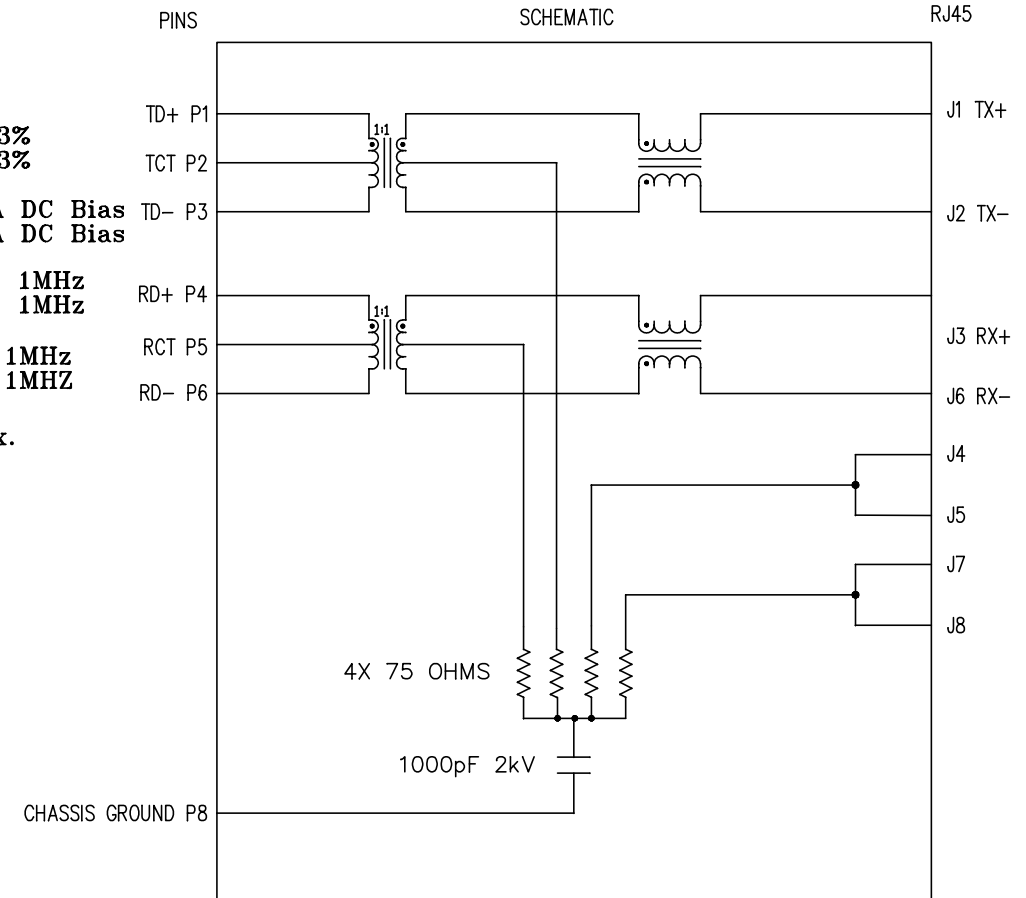 PINS SCHEMATIC RJ45
TD+ P1
1:1
J1 TX+
3%
3%
TCT P2
A DC Bias
A DC Bias
TD- P3
J2 TX-
1MHz
1MHz
RD+ P4
1:1
J3 RX+
RCT P5
1MHz
1MHZ
RD- P6
J6 RX-
x.
J4
J5
J7
J8
4X 75 OHMS
1000pF 2kV
CHASSIS GROUND P8